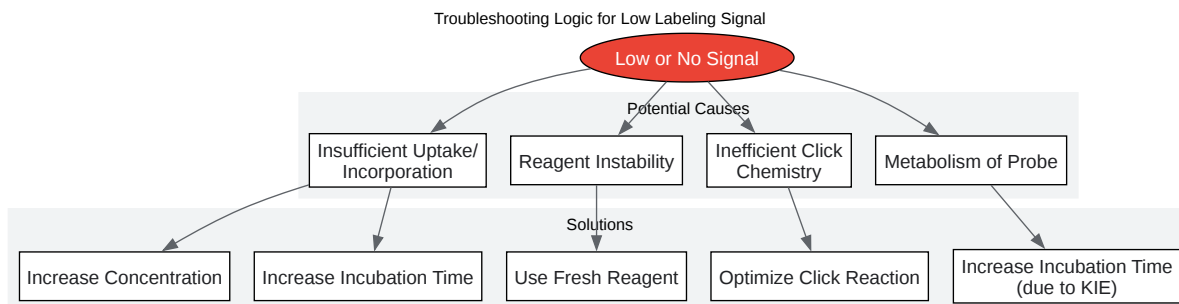 Troubleshooting Logic for Low Labeling Signal
Low or No Signal
Potential Causes
Insufficient Uptake/
Incorporation
Reagent Instability
Inefficient Click
Chemistry
Metabolism of Probe
Solutions
Increase Concentration
Increase Incubation Time
Use Fresh Reagent
Optimize Click Reaction
Increase Incubation Time
(due to KIE)